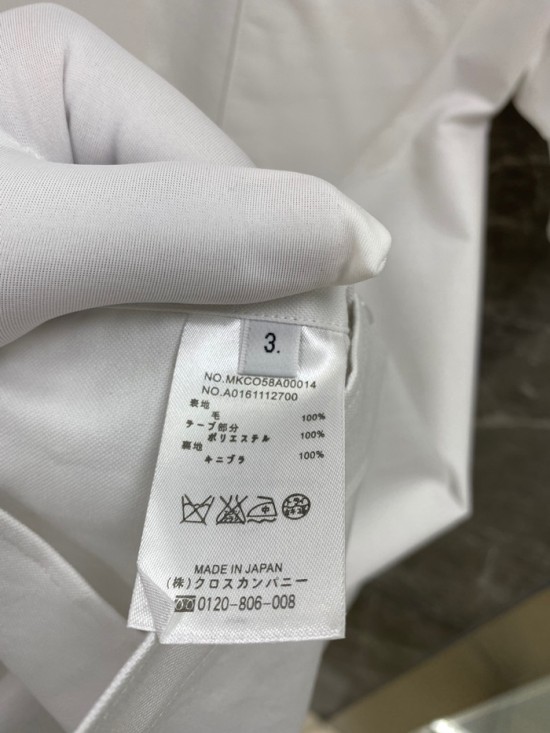 3.
NO.MKCO58A00014
NO.A0161112700
表地
毛 100%
テープ部分
ポリエステル 100%
裏地
キニプラ 100%
中
MADE IN JAPAN
(株)クロスカンパニー
0120-806-008